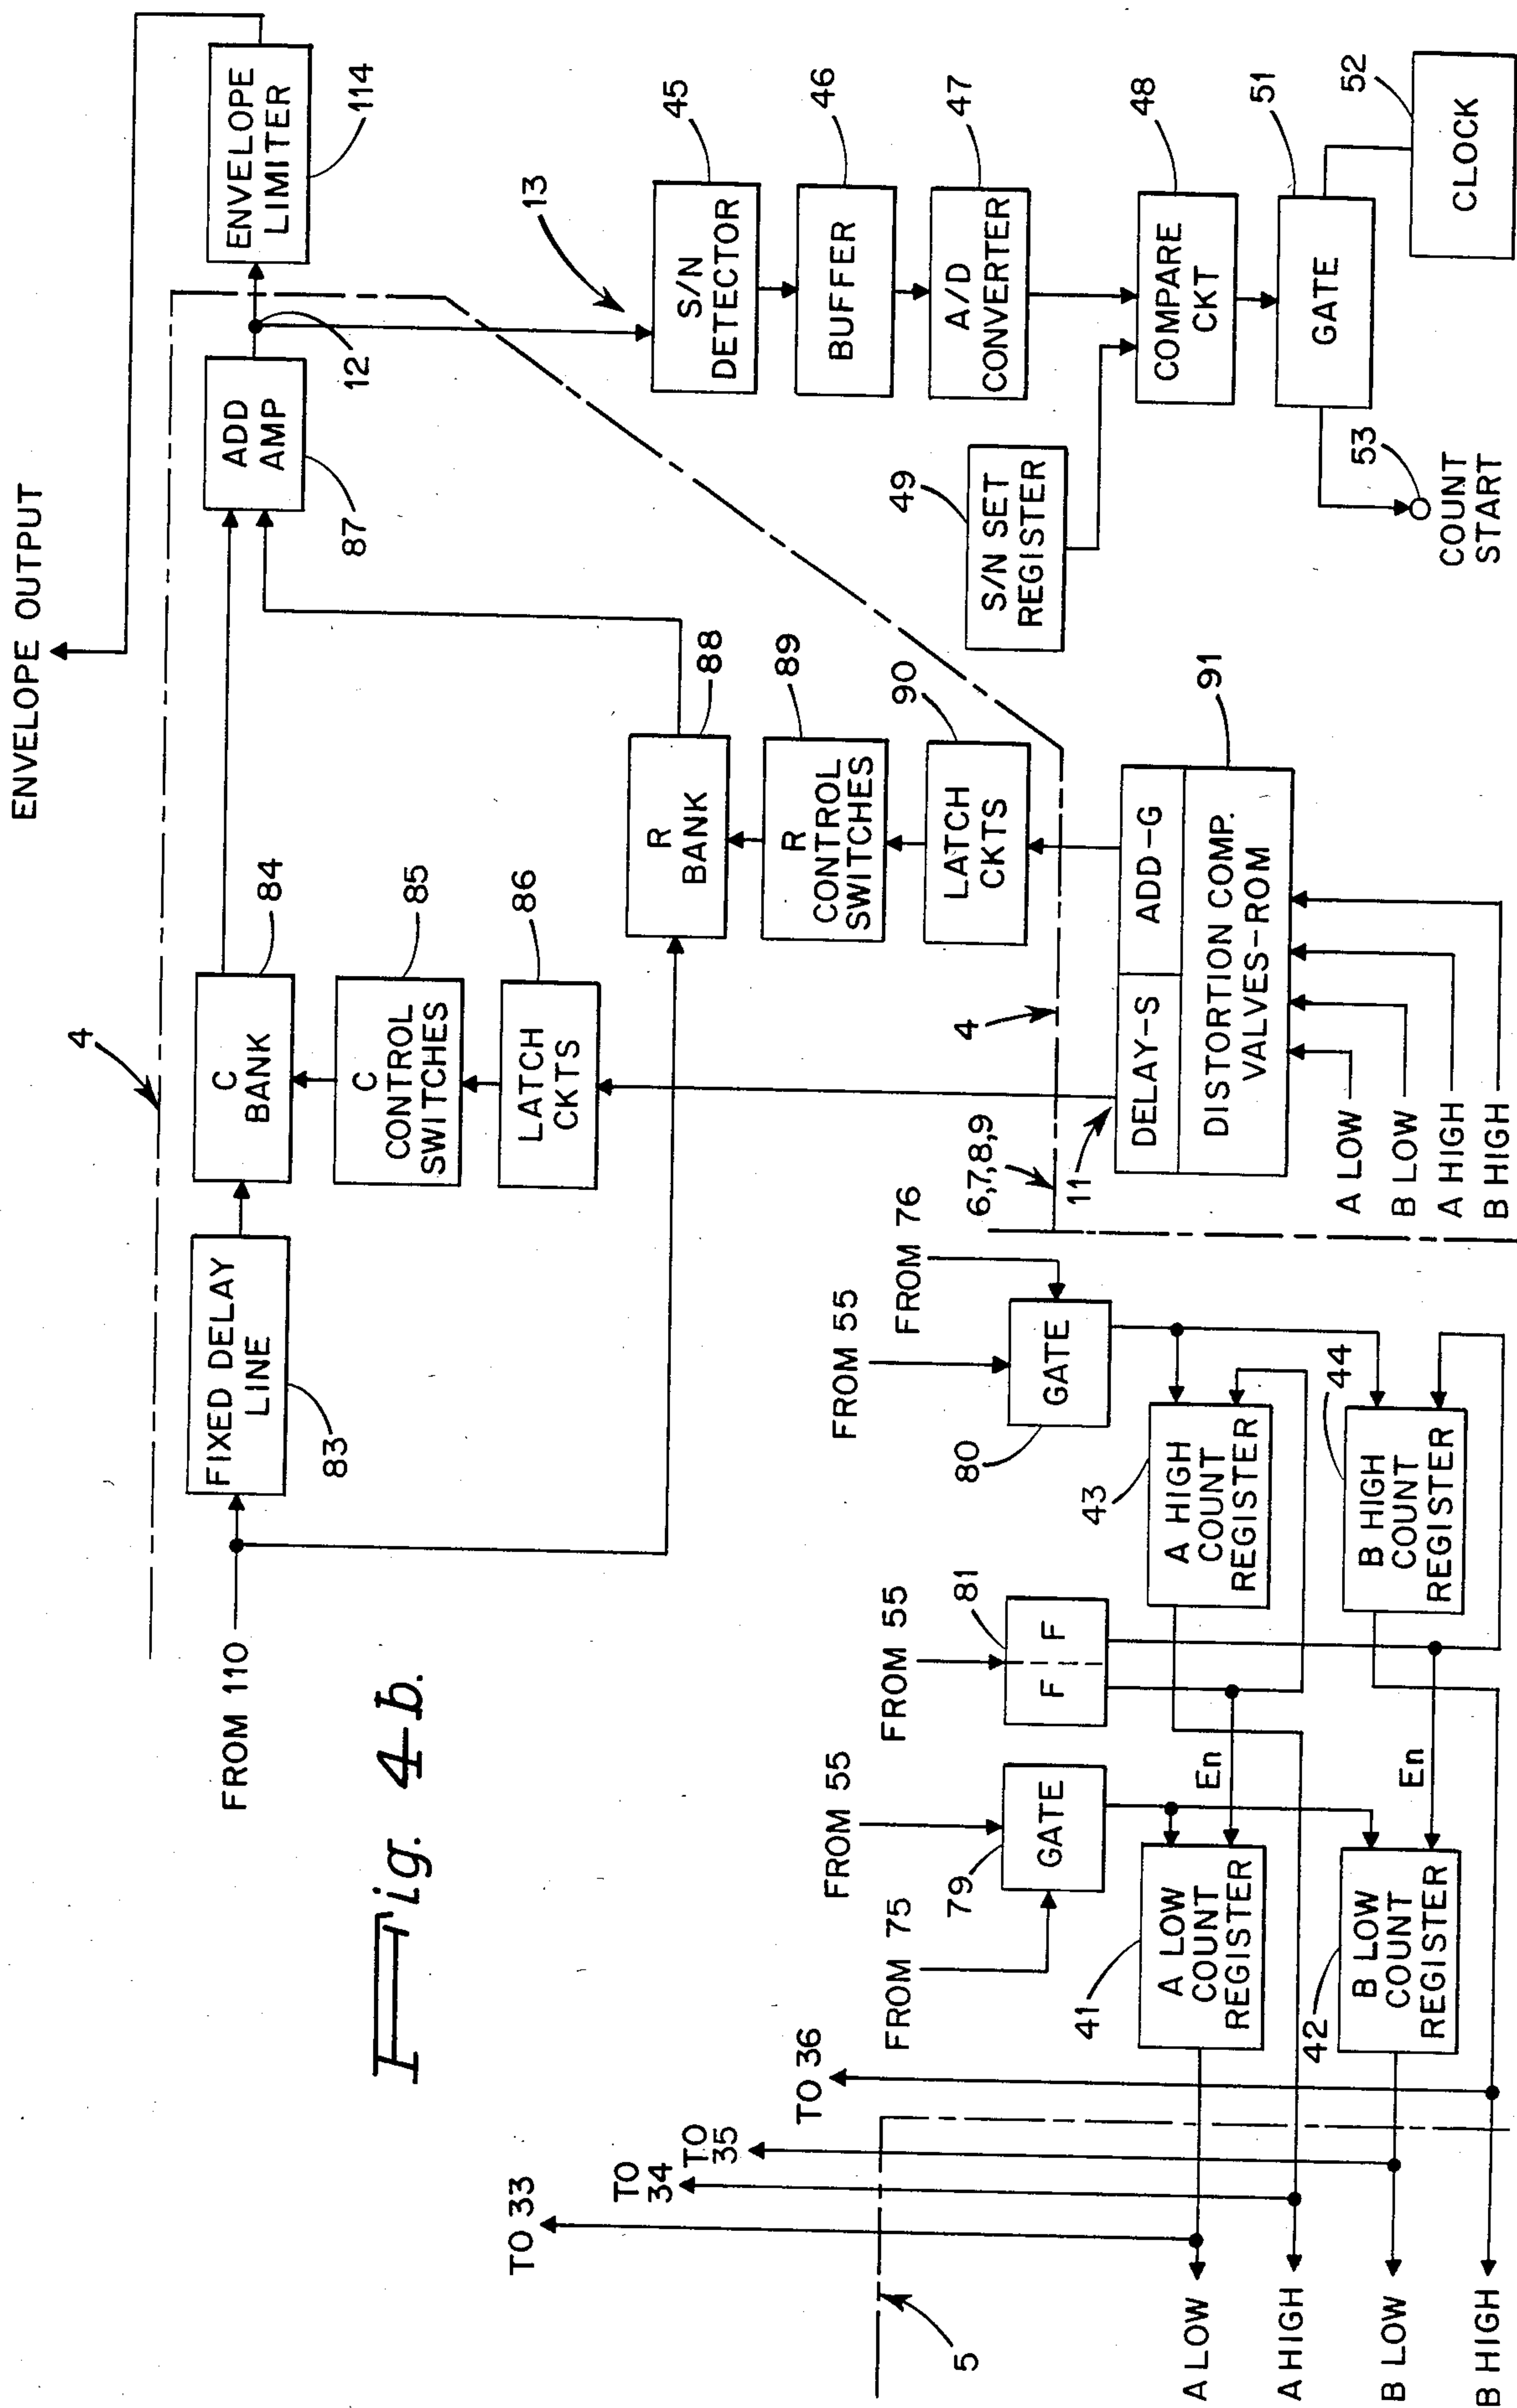 Fig. 4-b.
ENVELOPE OUTPUT
FROM 110
4
FIXED DELAY
LINE
83
C
BANK
84
C
CONTROL
SWITCHES
85
LATCH
CKTS
86
ADD
AMP
87
12
ENVELOPE
LIMITER
114
R
BANK
88
R
CONTROL
SWITCHES
89
LATCH
CKTS
90
13
S/N
DETECTOR
45
BUFFER
46
A/D
CONVERTER
47
S/N SET
REGISTER
49
COMPARE
CKT
48
GATE
51
CLOCK
52
53
COUNT
START
4
6,7,8,9
11
DELAY-S
ADD-G
DISTORTION COMP.
VALVES-ROM
91
A LOW
B LOW
A HIGH
B HIGH
TO 33
TO
34
TO
35
TO 36
5
FROM 75
FROM 55
GATE
79
FROM 55
F F
81
FROM 55
FROM 76
GATE
80
A LOW
COUNT
REGISTER
41
En
A HIGH
COUNT
REGISTER
43
B LOW
COUNT
REGISTER
42
En
B HIGH
COUNT
REGISTER
44
A LOW
A HIGH
B LOW
B HIGH